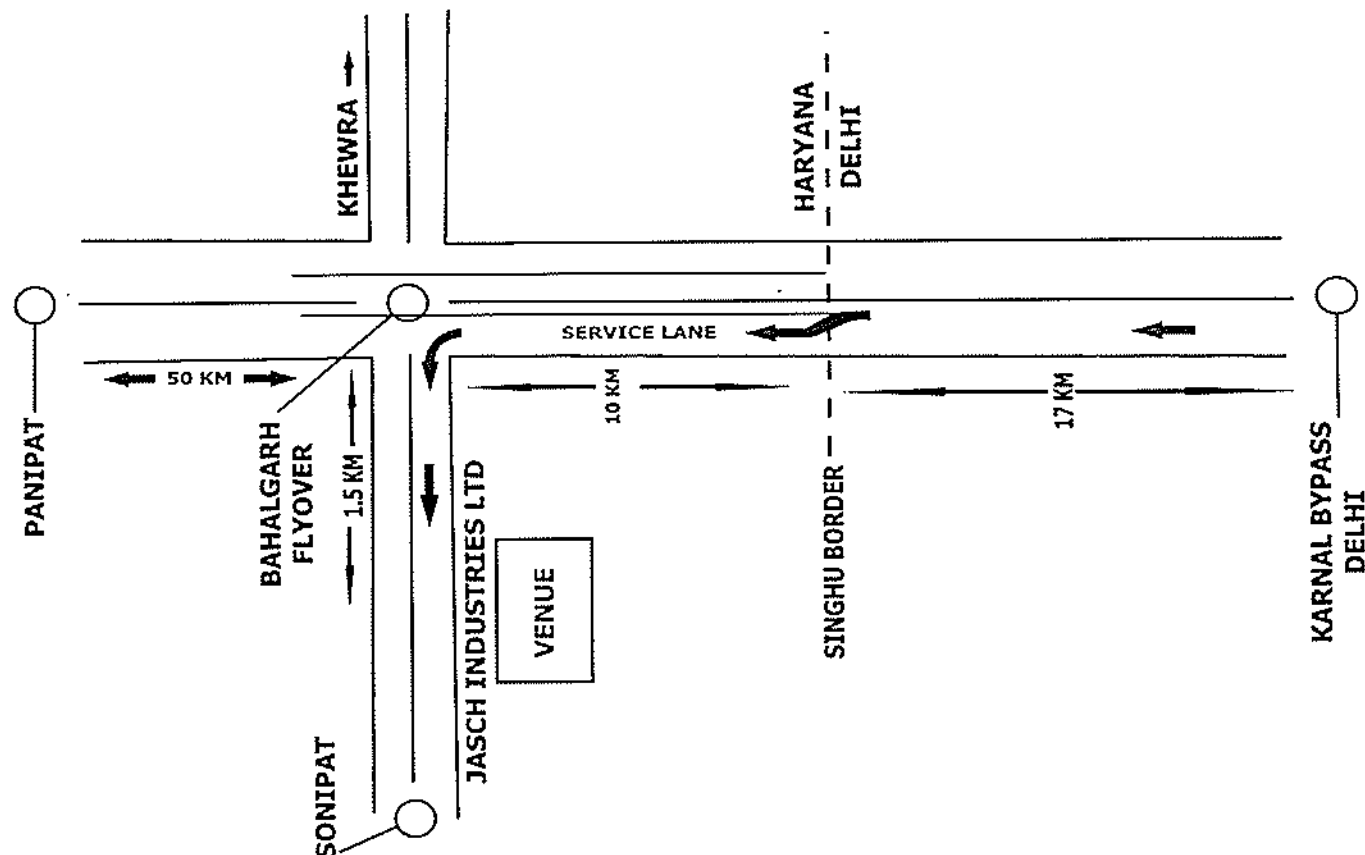 KHEWRA
HARYANA
DELHI
PANIPAT
50 KM
BAHALGARH
FLYOVER
1.5 KM
SERVICE LANE
10 KM
17 KM
SINGHU BORDER
KARNAL BYPASS
DELHI
JASCH INDUSTRIES LTD
VENUE
SONIPAT